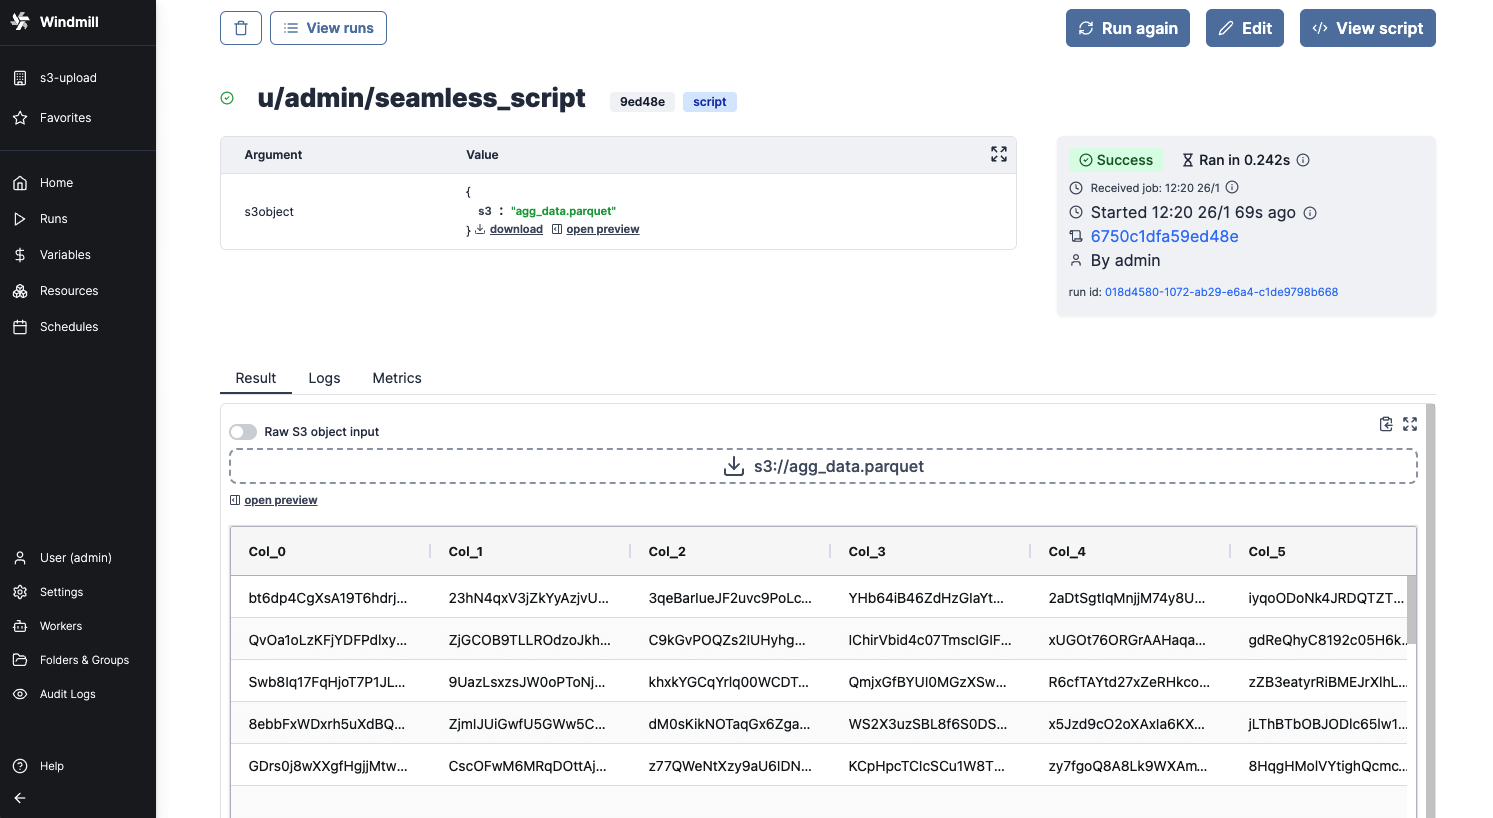 Windmill
s3-upload
Favorites
Home
Runs
Variables
Resources
Schedules
User (admin)
Settings
Workers
Folders & Groups
Audit Logs
Help
View runs
Run again
Edit
View script
u/admin/seamless_script
9ed48e
script
Argument Value
s3object
{
s3 : "agg_data.parquet"
} download open preview
Success Ran in 0.242s
Received job: 12:20 26/1
Started 12:20 26/1 69s ago
6750c1dfa59ed48e
By admin
run id: 018d4580-1072-ab29-e6a4-c1de9798b668
Result Logs Metrics
Raw S3 object input
s3://agg_data.parquet
open preview
Col_0 Col_1 Col_2 Col_3 Col_4 Col_5
bt6dp4CgXsA19T6hdrj... 23hN4qxV3jZkYyAzjvU... 3qeBarlueJF2uvc9PoLc... YHb64iB46ZdHzGlaYt... 2aDtSgtlqMnjjM74y8U... iyqoODoNk4JRDQTZT...
QvOa1oLzKFjYDFPdlxy... ZjGCOB9TLLROdzoJkh... C9kGvPOQZs2lUHyhg... lChirVbid4c07TmsclGlF... xUGOt76ORGrAAHaqa... gdReQhyC8192c05H6k...
Swb8lq17FqHjoT7P1JL... 9UazLsxzsJW0oPToNj... khxkYGCqYrlq00WCDT... QmjxGfBYUl0MGzXSw... R6cfTAYtd27xZeRHkco... zZB3eatyrRiBMEJrXlhL...
8ebbFxWDxrh5uXdBQ... ZjmlJUiGwfU5GWw5C... dM0sKikNOTaqGx6Zga... WS2X3uzSBL8f6S0DS... x5Jzd9cO2oXAxla6KX... jLThBTbOBJODlc65lw1...
GDrs0j8wXXgfHgjjMtw... CscOFwM6MRqDOttAj... z77QWeNtXzy9aU6lDN... KCpHpcTClcSCu1W8T... zy7fgoQ8A8Lk9WXAm... 8HqgHMolVYtighQcmc...